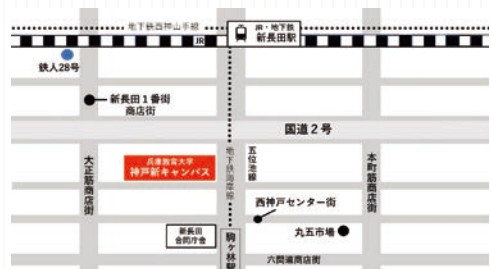 地下鉄西神山手線
JR・地下鉄
新長田駅
JR
鉄人28号
新長田１番街
商店街
国道２号
大正筋商店街
兵庫教育大学
神戸新キャンパス
地下鉄海岸線
五位池線
本町筋商店街
西神戸センター街
新長田
合同庁舎
駒ヶ林駅
丸五市場
六間道商店街